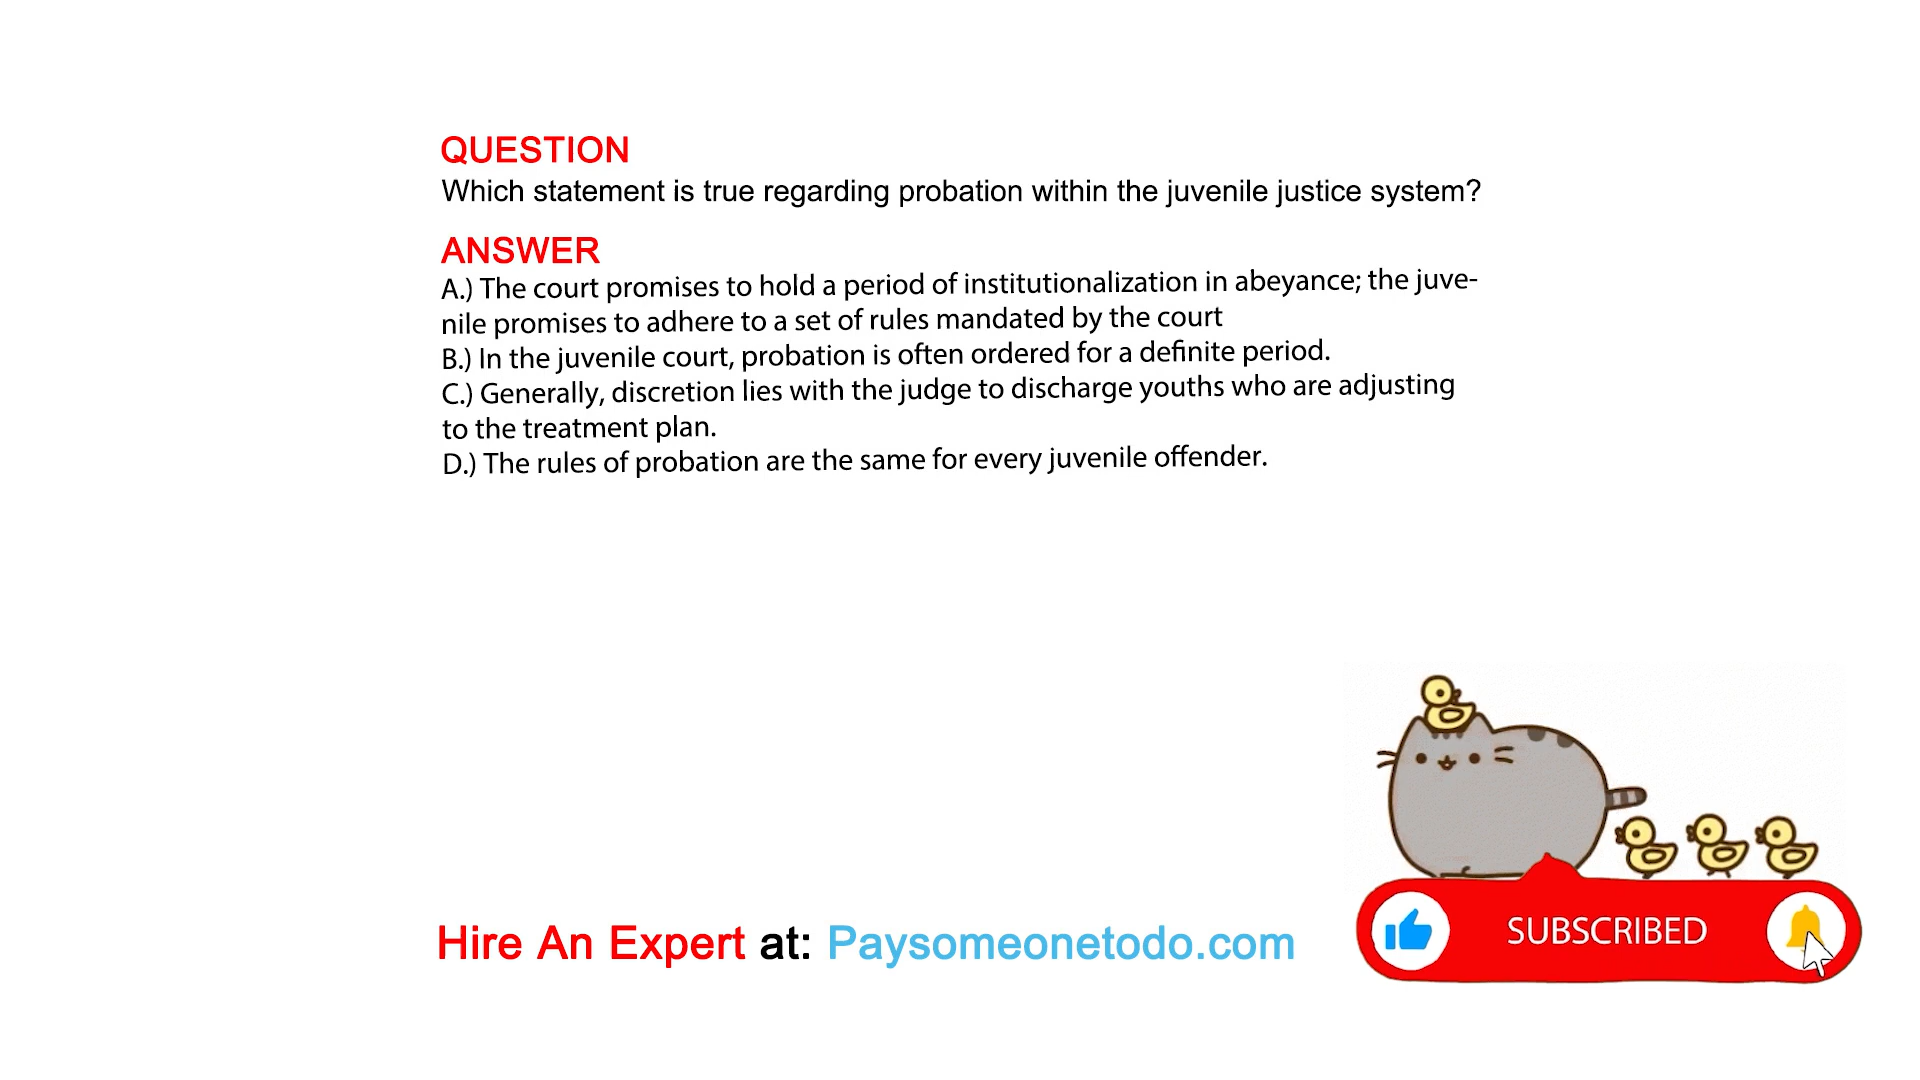 QUESTION
Which statement is true regarding probation within the juvenile justice system?
ANSWER
A.) The court promises to hold a period of institutionalization in abeyance; the juve-
nile promises to adhere to a set of rules mandated by the court
B.) In the juvenile court, probation is often ordered for a definite period.
C.) Generally, discretion lies with the judge to discharge youths who are adjusting
to the treatment plan.
D.) The rules of probation are the same for every juvenile offender.
Hire An Expert at: Paysomeonetodo.com
SUBSCRIBED